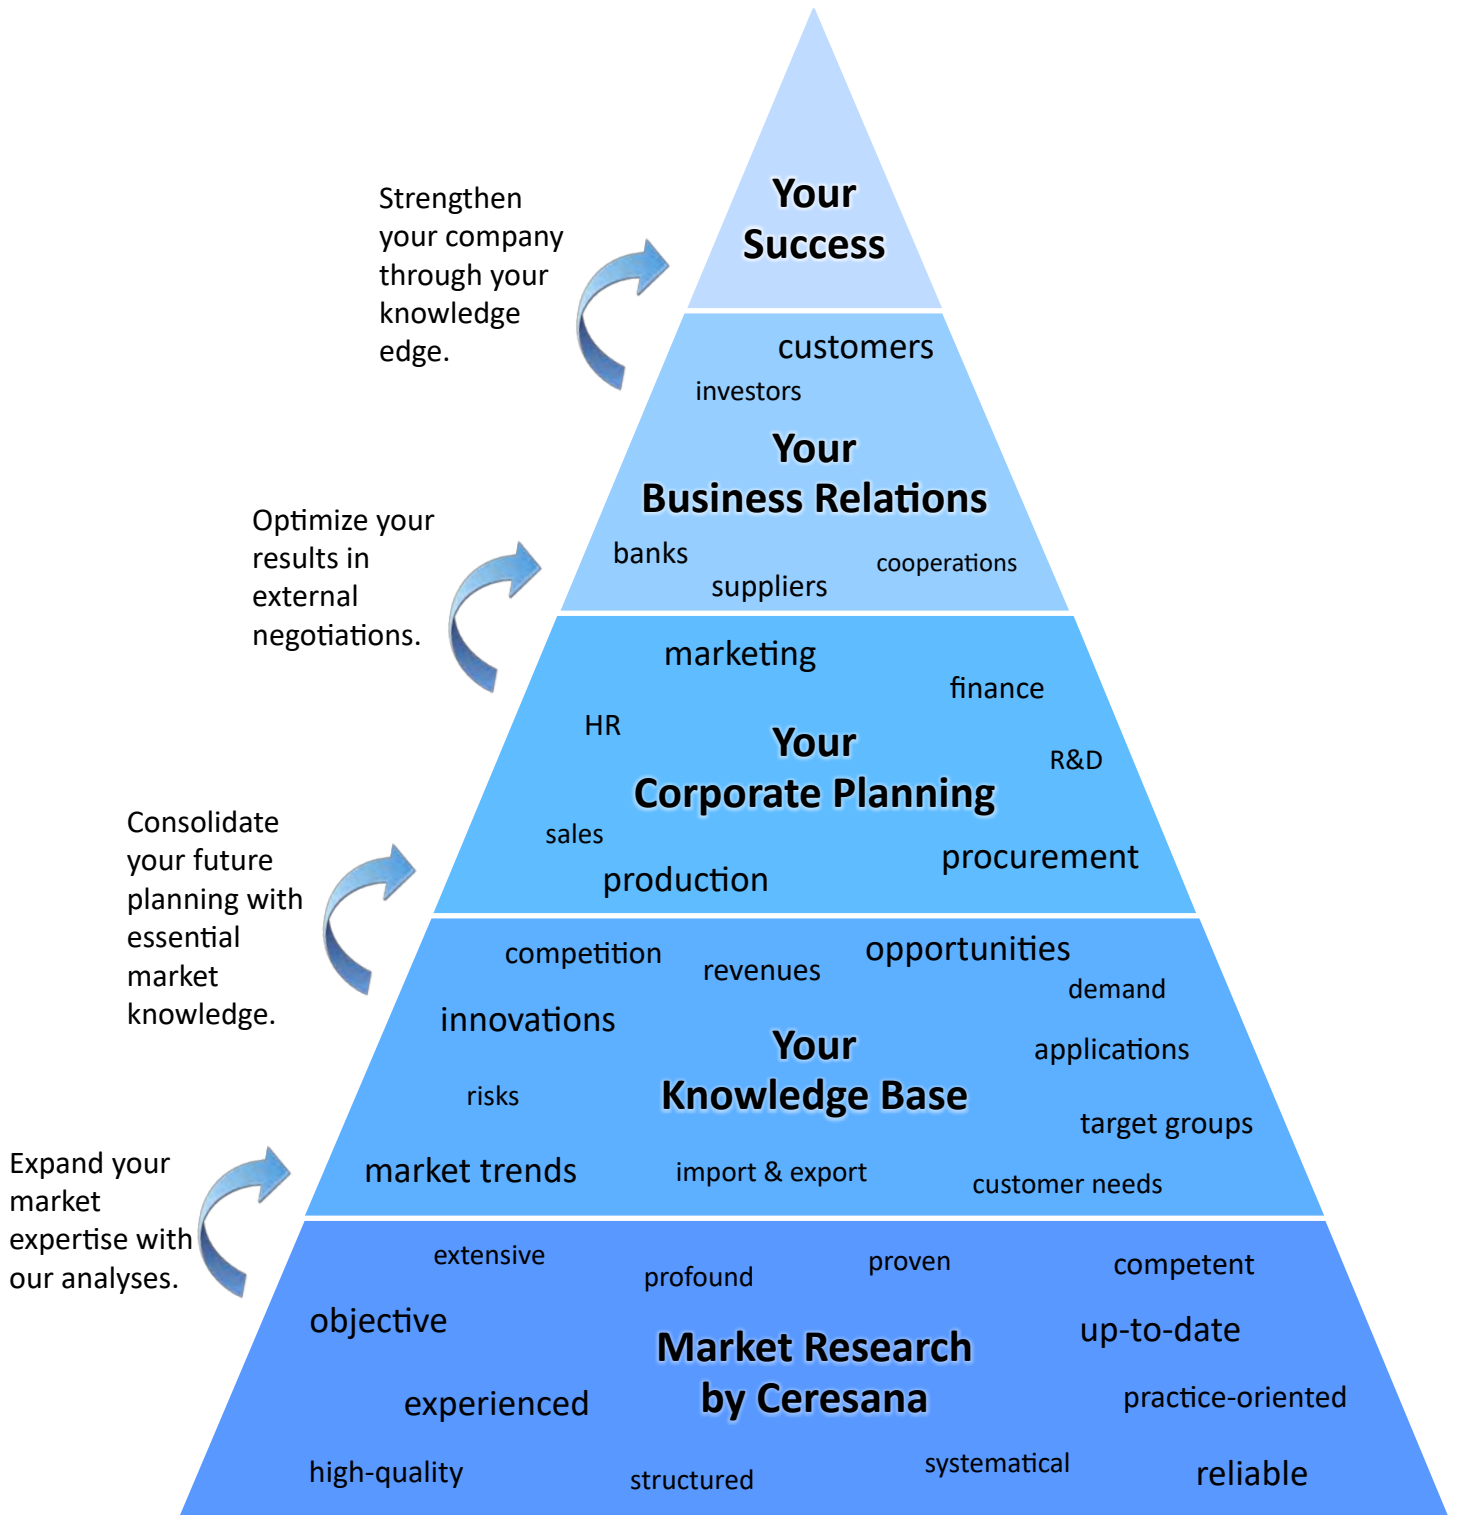 Your
Success
Strengthen
your company
through your
knowledge
edge.
customers
investors
Your
Business Relations
banks
suppliers
cooperations
Optimize your
results in
external
negotiations.
marketing
finance
HR
Your
Corporate Planning
R&D
sales
production
procurement
Consolidate
your future
planning with
essential
market
knowledge.
competition
revenues
opportunities
demand
innovations
Your
Knowledge Base
applications
risks
target groups
market trends
import & export
customer needs
Expand your
market
expertise with
our analyses.
extensive
profound
proven
competent
objective
Market Research
by Ceresana
up-to-date
experienced
practice-oriented
high-quality
structured
systematical
reliable